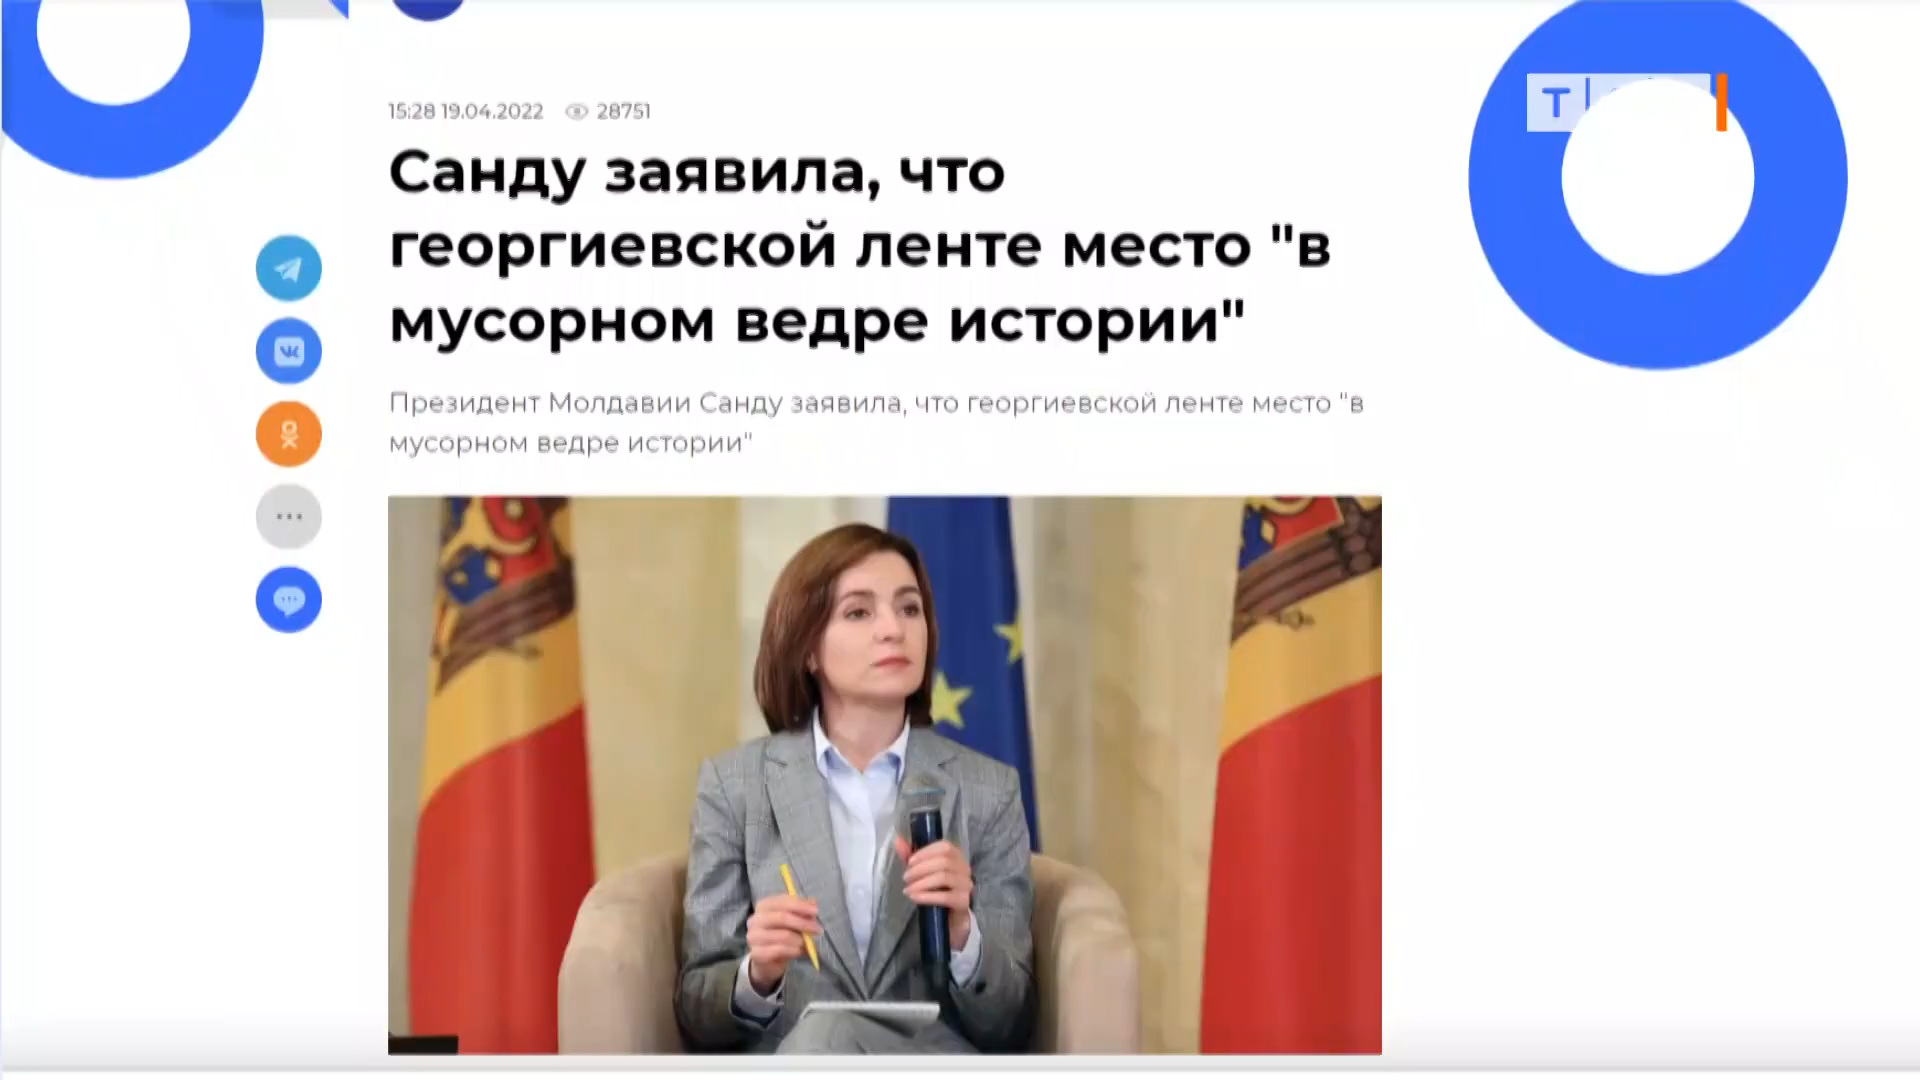 15:28 19.04.2022 28751
Т
Санду заявила, что
георгиевской ленте место "в
мусорном ведре истории"
Президент Молдавии Санду заявила, что георгиевской ленте место "в
мусорном ведре истории"